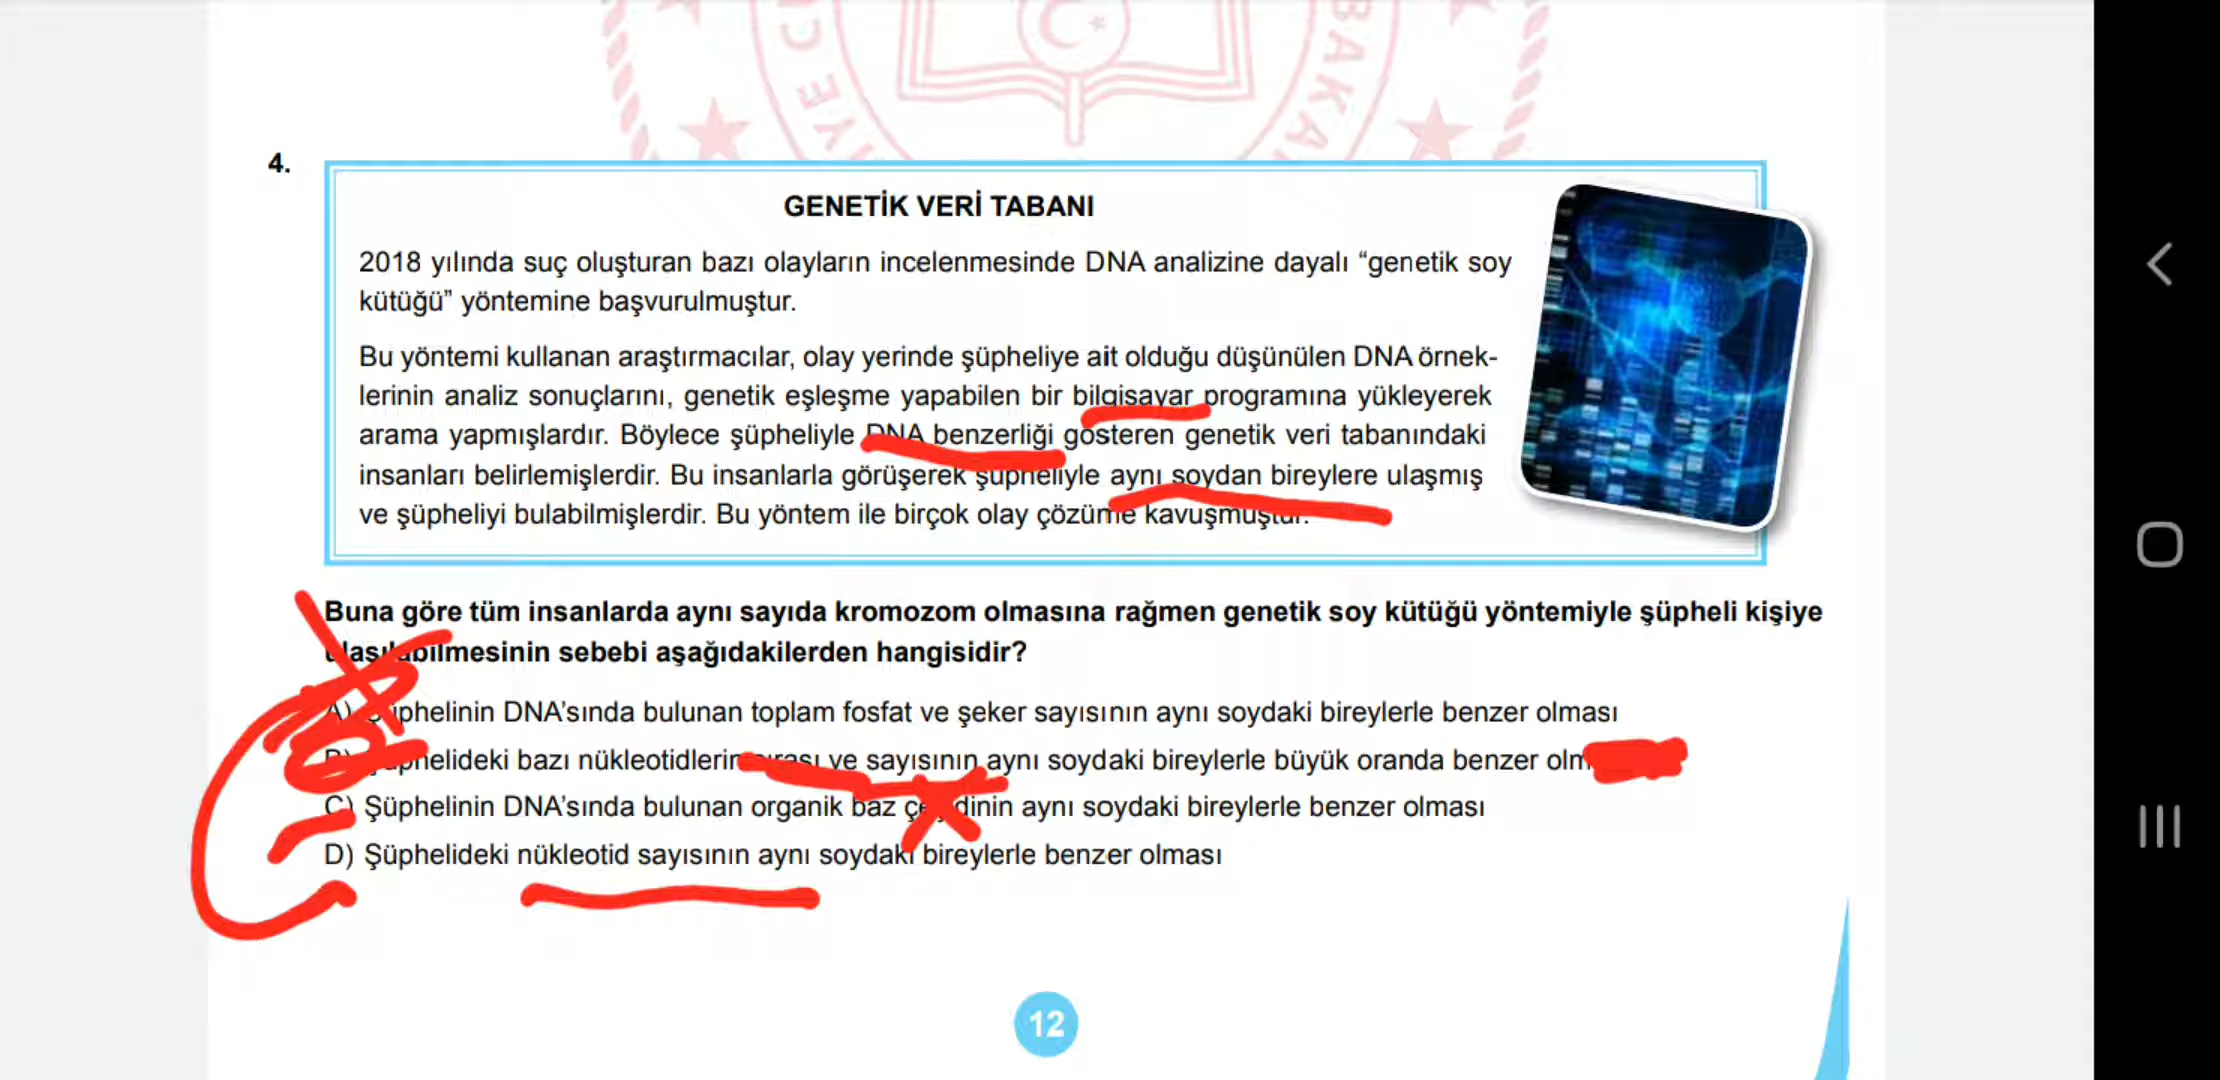 4.
GENETİK VERİ TABANI
2018 yılında suç oluşturan bazı olayların incelenmesinde DNA analizine dayalı “genetik soy
kütüğü” yöntemine başvurulmuştur.
Bu yöntemi kullanan araştırmacılar, olay yerinde şüpheliye ait olduğu düşünülen DNA örnek-
lerinin analiz sonuçlarını, genetik eşleşme yapabilen bir bilgisayar programına yükleyerek
arama yapmışlardır. Böylece şüpheliyle DNA benzerliği gösteren genetik veri tabanındaki
insanları belirlemişlerdir. Bu insanlarla görüşerek şüpheliyle aynı soydan bireylere ulaşmış
ve şüpheliyi bulabilmişlerdir. Bu yöntem ile birçok olay çözüme kavuşmuştur.
Buna göre tüm insanlarda aynı sayıda kromozom olmasına rağmen genetik soy kütüğü yöntemiyle şüpheli kişiye
ulaşılabilmesinin sebebi aşağıdakilerden hangisidir?
A) Şüphelinin DNA’sında bulunan toplam fosfat ve şeker sayısının aynı soydaki bireylerle benzer olması
B) Şüphelideki bazı nükleotidlerin sırası ve sayısının aynı soydaki bireylerle büyük oranda benzer
C) Şüphelinin DNA’sında bulunan organik baz çeşidinin aynı soydaki bireylerle benzer olması
D) Şüphelideki nükleotid sayısının aynı soydaki bireylerle benzer olması
12